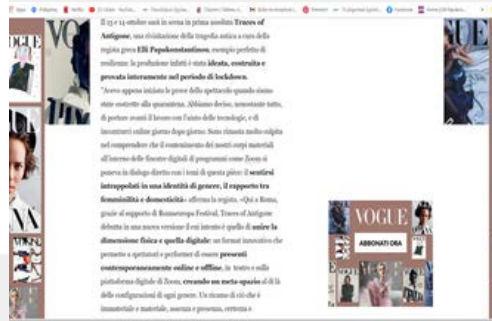 Il 13 e 14 ottobre sarà in scena in prima assoluta Traces of
Antigone, una rivisitazione della tragedia antica a cura della
regista greca Elli Papakonstantinou, esempio perfetto di
resilienza: la produzione infatti è stata ideata, costruita e
provata interamente nel periodo di lockdown.
"Avevo appena iniziato le prove dello spettacolo quando siamo
state costrette alla quarantena. Abbiamo deciso, nonostante tutto,
di portare avanti il lavoro con l'aiuto delle tecnologie, e di
incontrarci online giorno dopo giorno. Sono rimasta molto colpita
nel comprendere che il contenimento dei nostri corpi materiali
all'interno delle finestre digitali di programmi come Zoom si
poneva in dialogo diretto con i temi di questa pièce: il sentirsi
intrappolati in una identità di genere, il rapporto tra
femminilità e domesticità» afferma la regista. «Qui a Roma,
grazie al supporto di Romaeuropa Festival, Traces of Antigone
debutta in una nuova versione il cui intento è quello di unire la
dimensione fisica e quella digitale: un format innovativo che
permette a spettatori e performer di essere presenti
contemporaneamente online e offline, in teatro e sulla
piattaforma digitale di Zoom, creando un meta-spazio al di là
delle configurazioni di ogni genere. Un ricamo di ciò che è
immateriale e materiale, assenza e presenza, certezza e
VOGUE
ABBONATI ORA